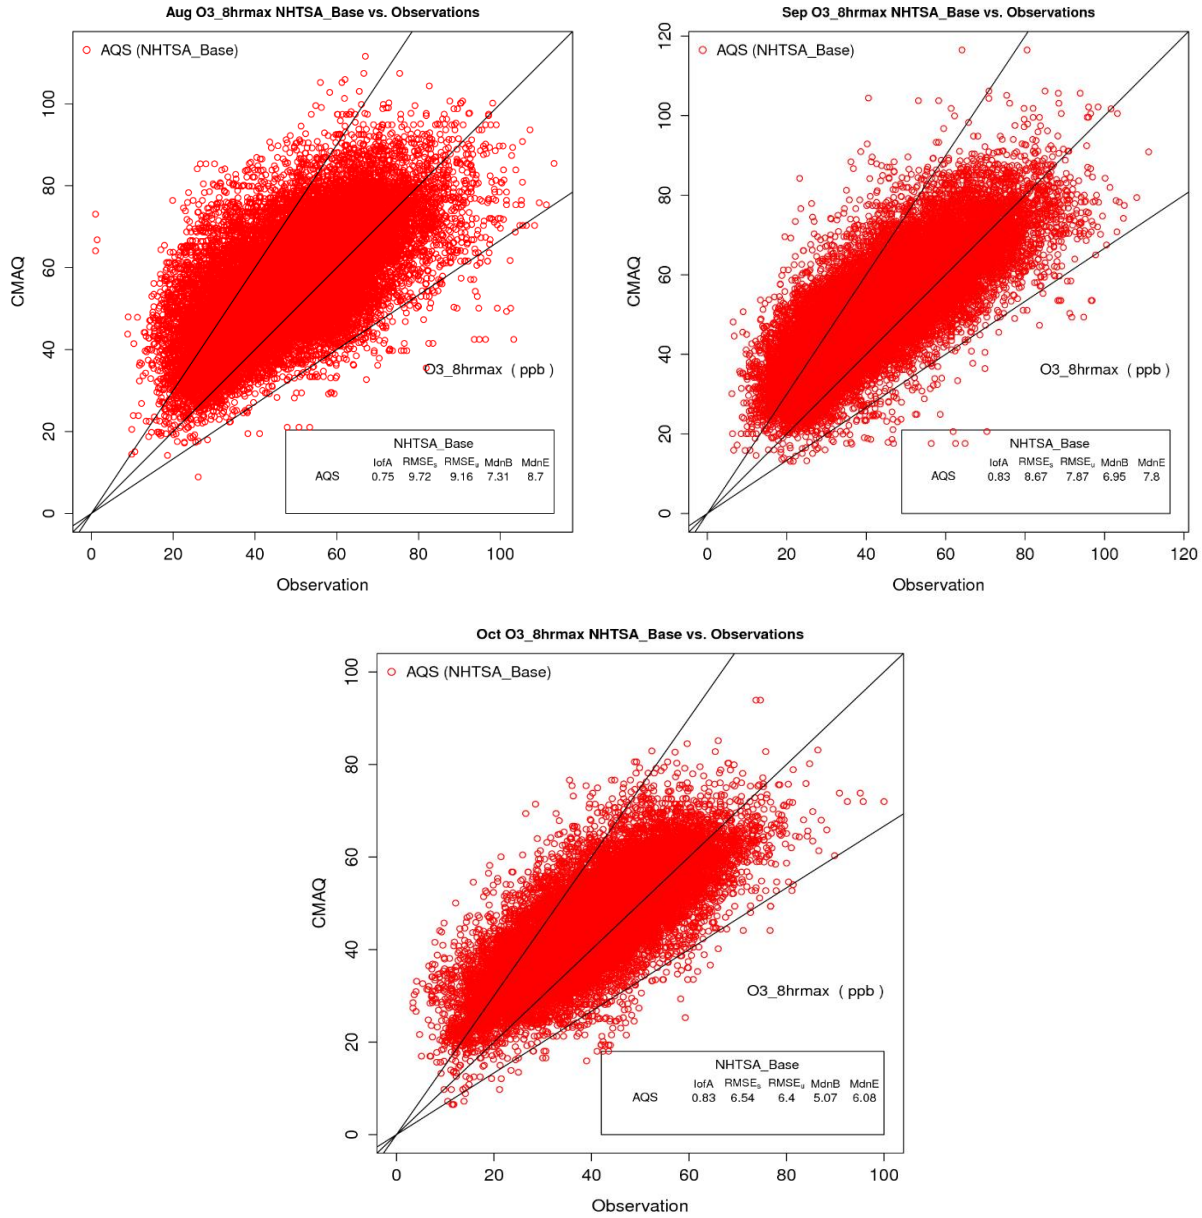 Aug O3_8hrmax NHTSA_Base vs. Observations
AQS (NHTSA_Base)
CMAQ
0 20 40 60 80 100
O3_8hrmax ( ppb )
NHTSA_Base
IofA RMSEs RMSEu MdnB MdnE
AQS 0.75 9.72 9.16 7.31 8.7
0 20 40 60 80 100
Observation
Sep O3_8hrmax NHTSA_Base vs. Observations
AQS (NHTSA_Base)
CMAQ
0 20 40 60 80 100 120
O3_8hrmax ( ppb )
NHTSA_Base
IofA RMSEs RMSEu MdnB MdnE
AQS 0.83 8.67 7.87 6.95 7.8
0 20 40 60 80 100 120
Observation
Oct O3_8hrmax NHTSA_Base vs. Observations
AQS (NHTSA_Base)
CMAQ
0 20 40 60 80 100
O3_8hrmax ( ppb )
NHTSA_Base
IofA RMSEs RMSEu MdnB MdnE
AQS 0.83 6.54 6.4 5.07 6.08
0 20 40 60 80 100
Observation